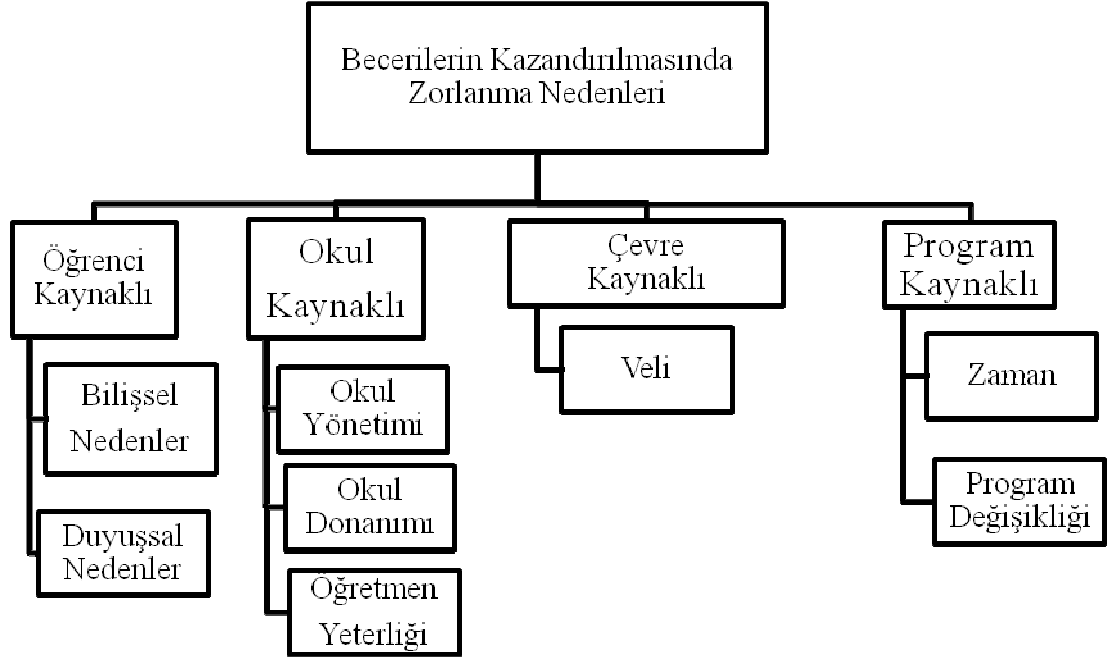 Becerilerin Kazandırılmasında
Zorlanma Nedenleri
Öğrenci
Kaynaklı
Bilişsel
Nedenler
Duyuşsal
Nedenler
Okul
Kaynaklı
Okul
Yönetimi
Okul
Donanımı
Öğretmen
Yeterliği
Çevre
Kaynaklı
Veli
Program
Kaynaklı
Zaman
Program
Değişikliği